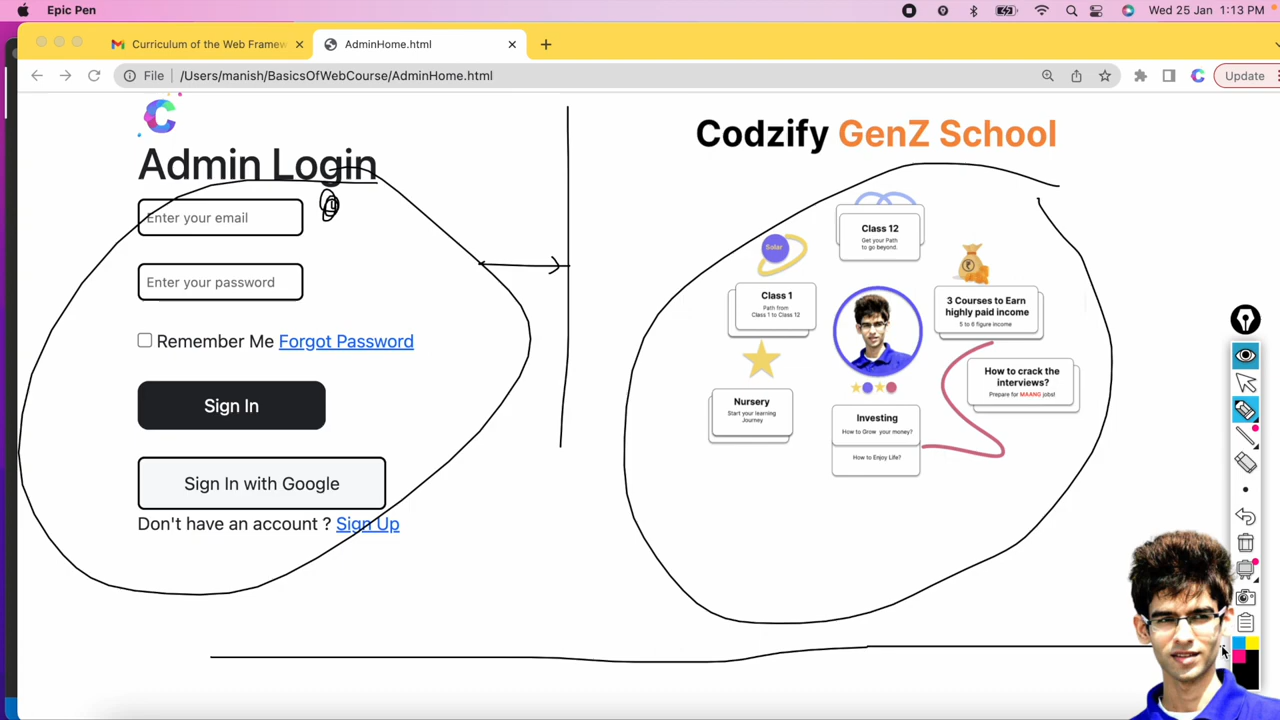 Epic Pen
Wed 25 Jan 1:13 PM
Curriculum of the Web Framew
AdminHome.html
File
/Users/manish/BasicsOfWebCourse/AdminHome.html
Update
Admin Login
Enter your email
Enter your password
Remember Me Forgot Password
Sign In
Sign In with Google
Don't have an account ? Sign Up
Codzify GenZ School
Class 12
Get your Path
to go beyond.
Solar
Class 1
Path from
Class 1 to Class 12
3 Courses to Earn
highly paid income
5 to 6 figure income
How to crack the
interviews?
Prepare for MAANG jobs!
Nursery
Start your learning
Journey
Investing
How to Grow your money?
How to Enjoy Life?